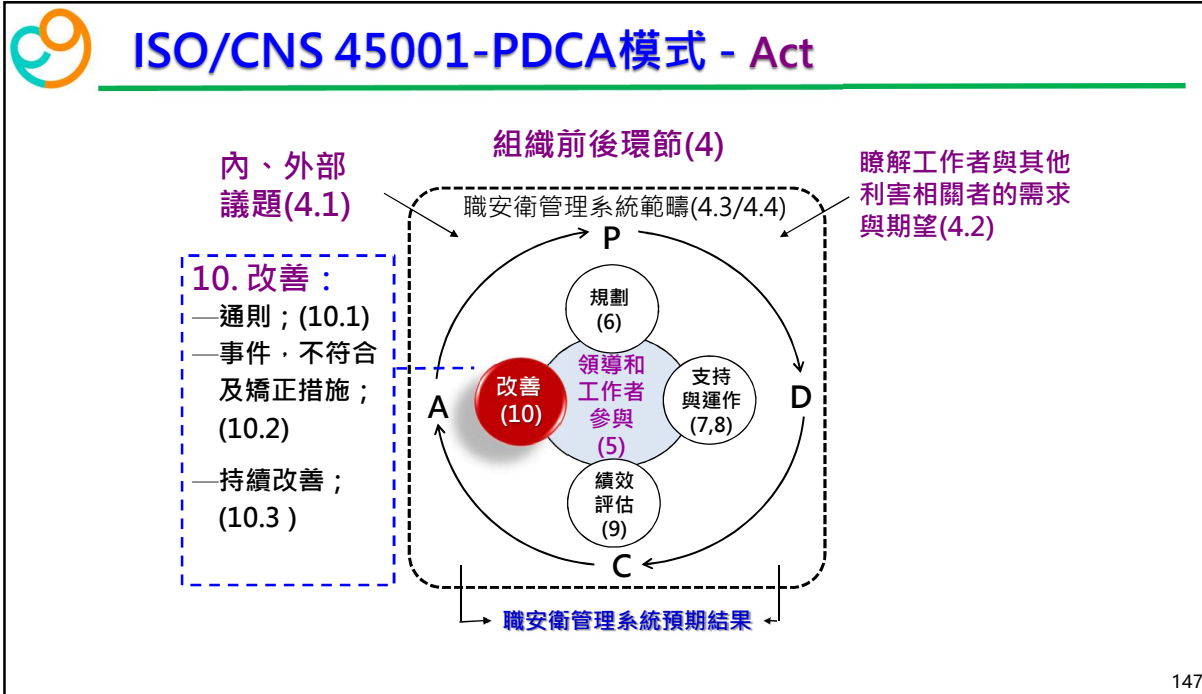 ISO/CNS 45001-PDCA模式 - Act
組織前後環節(4)
內、外部
議題(4.1)
瞭解工作者與其他
利害相關者的需求
與期望(4.2)
職安衛管理系統範疇(4.3/4.4)
P
10. 改善：
—通則；(10.1)
—事件，不符合
及矯正措施；
(10.2)
—持續改善；
(10.3 )
規劃
(6)
領導和
工作者
參與
(5)
改善
(10)
支持
與運作
(7,8)
A
D
績效
評估
(9)
C
職安衛管理系統預期結果
147